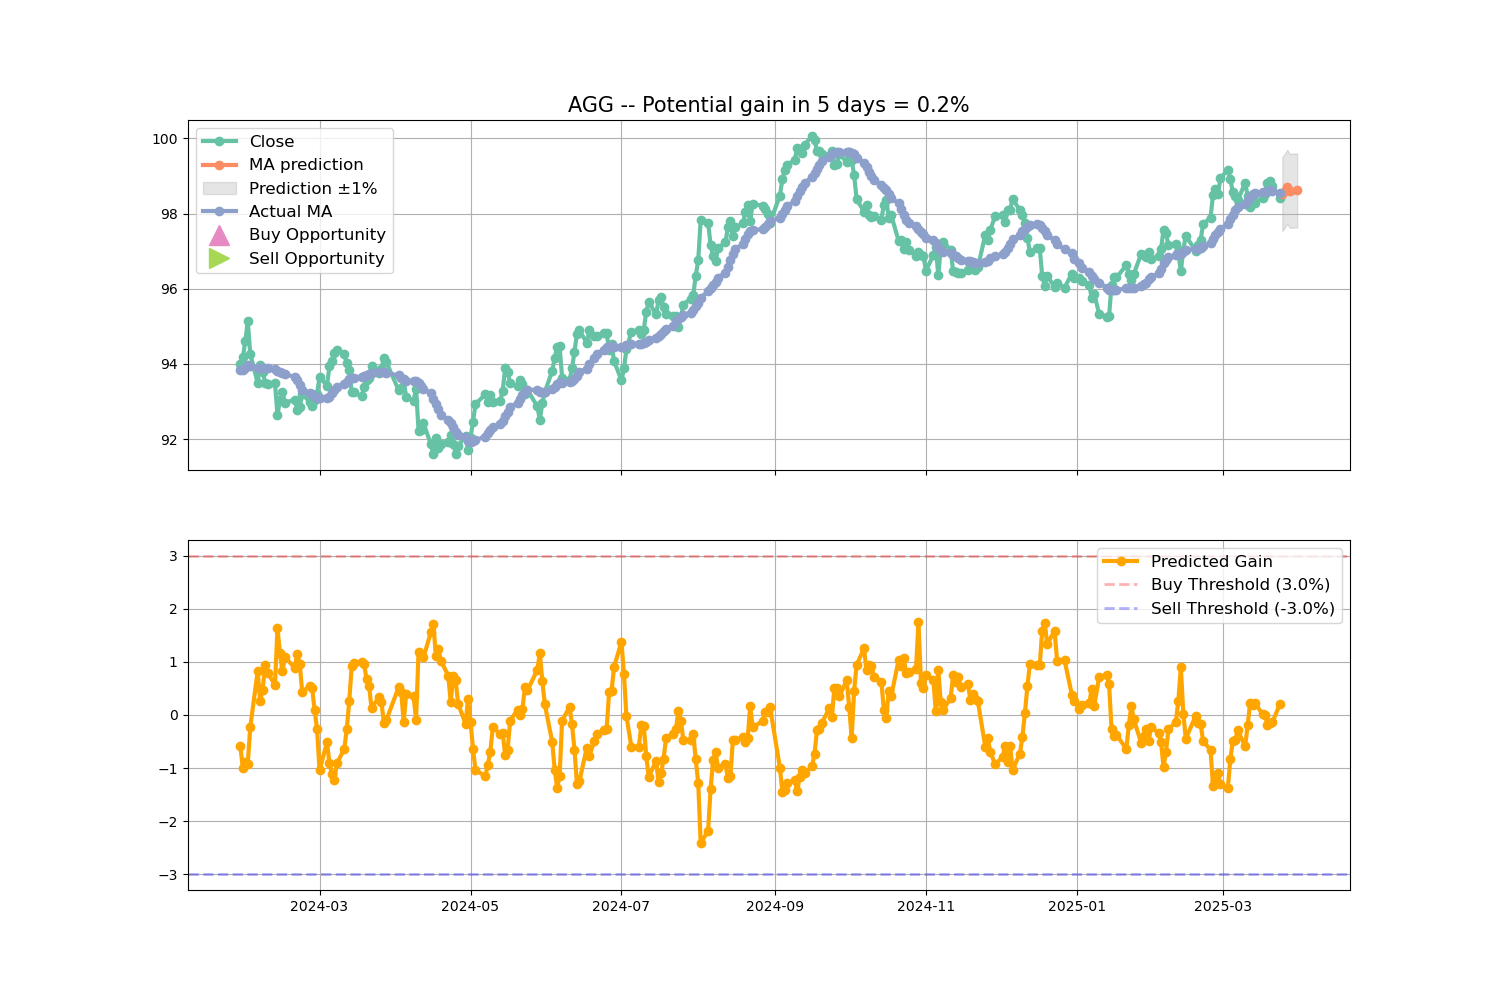 AGG -- Potential gain in 5 days = 0.2%
100
98
96
94
92
Close
MA prediction
Prediction ±1%
Actual MA
Buy Opportunity
Sell Opportunity
3
2
1
0
−1
−2
−3
Predicted Gain
Buy Threshold (3.0%)
Sell Threshold (-3.0%)
2024-03
2024-05
2024-07
2024-09
2024-11
2025-01
2025-03